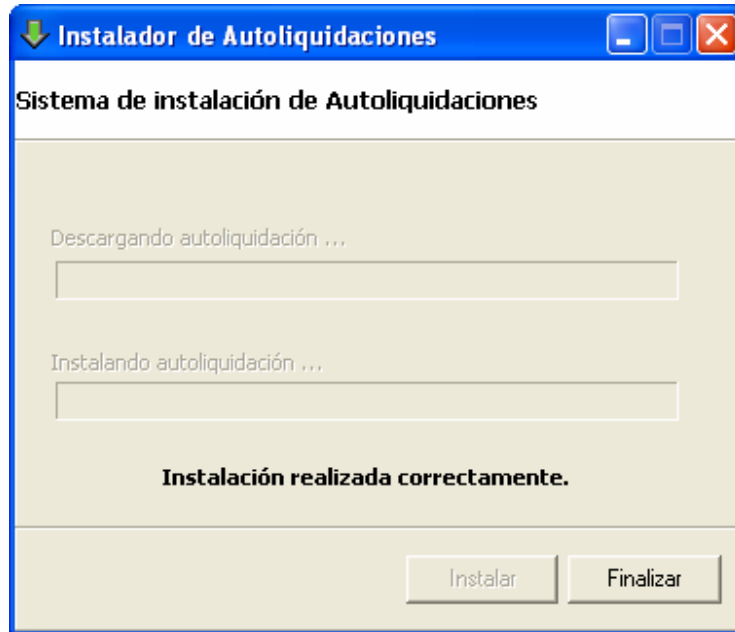 Instalador de Autoliquidaciones
Sistema de instalación de Autoliquidaciones
Descargando autoliquidación ...
Instalando autoliquidación ...
Instalación realizada correctamente.
Instalar Finalizar